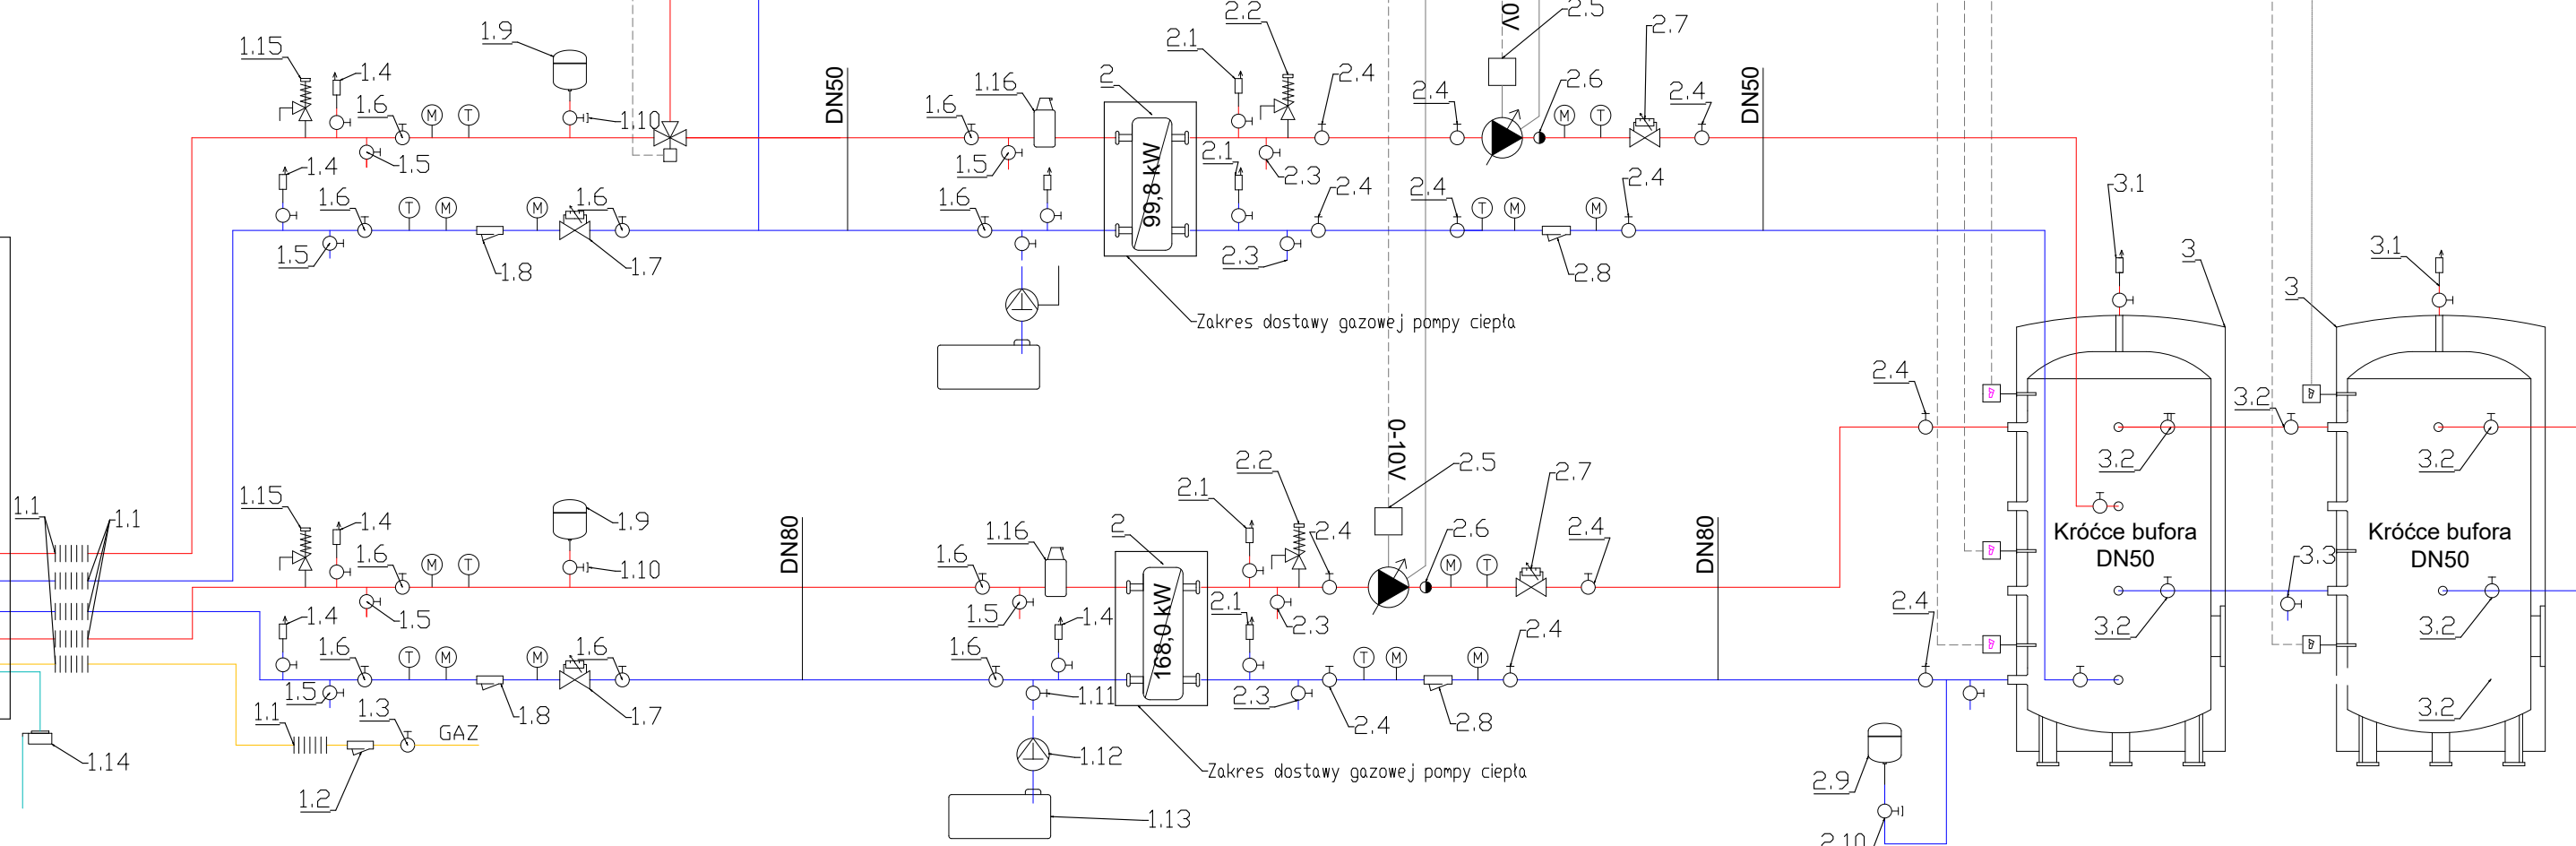 1.15
1.4
1.9
1.6
M
T
1.10
1.5
DN50
1.6
1.16
1.5
2
99,8 kW
2.1
2.2
2.4
2.3
0V
2.5
2.4
2.6
M
T
2.7
2.4
DN50
1.4
1.6
T
M
M
1.6
1.5
1.8
1.7
1.6
2.1
2.4
2.3
2.4
T
M
M
2.4
2.8
Zakres dostawy gazowej pompy ciepła
3.1
3
3.1
3
2.4
3.2
3.2
3.2
Króćce bufora
DN50
Króćce bufora
DN50
3.3
3.2
3.2
2.4
3.2
1.1
1.1
1.15
1.4
1.9
1.6
M
T
1.10
1.5
DN80
1.6
1.16
1.5
2
168,0 kW
2.1
2.2
2.4
2.3
0-10V
2.5
2.6
M
T
2.7
2.4
DN80
1.4
1.6
T
M
M
1.6
1.5
1.8
1.7
1.6
1.4
1.11
2.1
2.3
2.4
T
M
M
2.4
2.8
1.1
1.3
GAZ
1.2
1.14
1.12
1.13
Zakres dostawy gazowej pompy ciepła
2.9
2.10